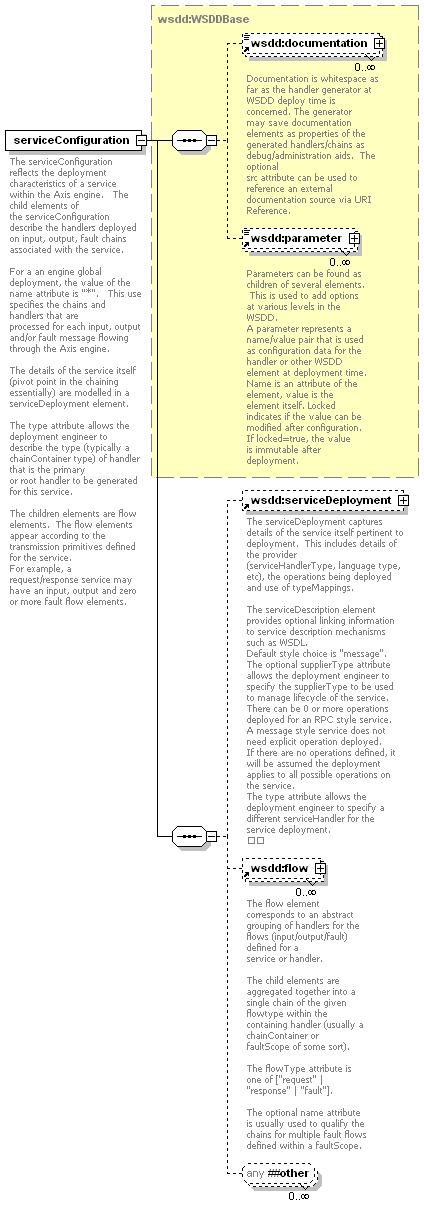 wsdd:WSDDBase
wsdd:documentation
0..∞
Documentation is whitespace as
far as the handler generator at
WSDD deploy time is
concerned. The generator
may save documentation
elements as properties of the
generated handlers/chains as
debug/administration aids.  The
optional
src attribute can be used to
reference an external
documentation source via URI
Reference.
serviceConfiguration
The serviceConfiguration
reflects the deployment
characteristics of a service
within the Axis engine.   The
child elements of
the serviceConfiguration
describe the handlers deployed
on input, output, fault chains
associated with the service.
For a an engine global
deployment, the value of the
name attribute is "*".   This use
specifies the chains and
handlers that are
processed for each input, output
and/or fault message flowing
through the Axis engine.
The details of the service itself
(pivot point in the chaining
essentially) are modelled in a
serviceDeployment element.
The type attribute allows the
deployment engineer to
describe the type (typically a
chainContainer type) of handler
that is the primary
or root handler to be generated
for this service.
The children elements are flow
elements.  The flow elements
appear according to the
transmission primitives defined
for the service.
For example, a
request/response service may
have an input, output and zero
or more fault flow elements.
wsdd:parameter
0..∞
Parameters can be found as
children of several elements.
This is used to add options
at various levels in the
WSDD.
A parameter represents a
name/value pair that is used
as configuration data for the
handler or other WSDD
element at deployment time.
Name is an attribute of the
element, value is the
element itself. Locked
indicates if the value can be
modified after configuration.
If locked=true, the value
is immutable after
deployment.
wsdd:serviceDeployment
The serviceDeployment captures
details of the service itself pertinent to
deployment.  This includes details of
the provider
(serviceHandlerType, language type,
etc), the operations being deployed
and use of typeMappings.
The serviceDescription element
provides optional linking information
to service description mechanisms
such as WSDL.
Default style choice is "message".
The optional supplierType attribute
allows the deployment engineer to
specify the supplierType to be used
to manage lifecycle of the service.
There can be 0 or more operations
deployed for an RPC style service.
A message style service does not
need explicit operation deployed.
If there are no operations defined, it
will be assumed the deployment
applies to all possible operations on
the service.
The type attribute allows the
deployment engineer to specify a
different serviceHandler for the
service deployment.
wsdd:flow
0..∞
The flow element
corresponds to an abstract
grouping of handlers for the
flows (input/output/fault)
defined for a
service or handler.
The child elements are
aggregated together into a
single chain of the given
flowtype within the
containing handler (usually a
chainContainer or
faultScope of some sort).
The flowType attribute is
one of ["request" |
"response" | "fault"].
The optional name attribute
is usually used to qualify the
chains for multiple fault flows
defined within a faultScope.
any ##other
0..∞